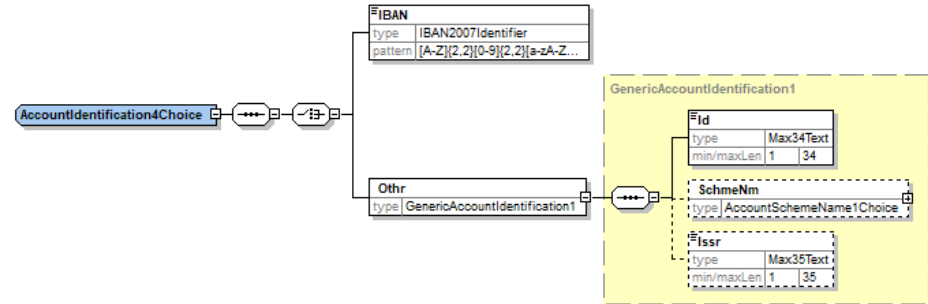 IBAN
type IBAN2007Identifier
pattern [A-Z]{2,2}[0-9]{2,2}[a-zA-Z...
GenericAccountIdentification1
AccountIdentification4Choice
Id
type Max34Text
min/maxLen 1 34
Othr
type GenericAccountIdentification1
SchmeNm
type AccountSchemeName1Choice
Issr
type Max35Text
min/maxLen 1 35